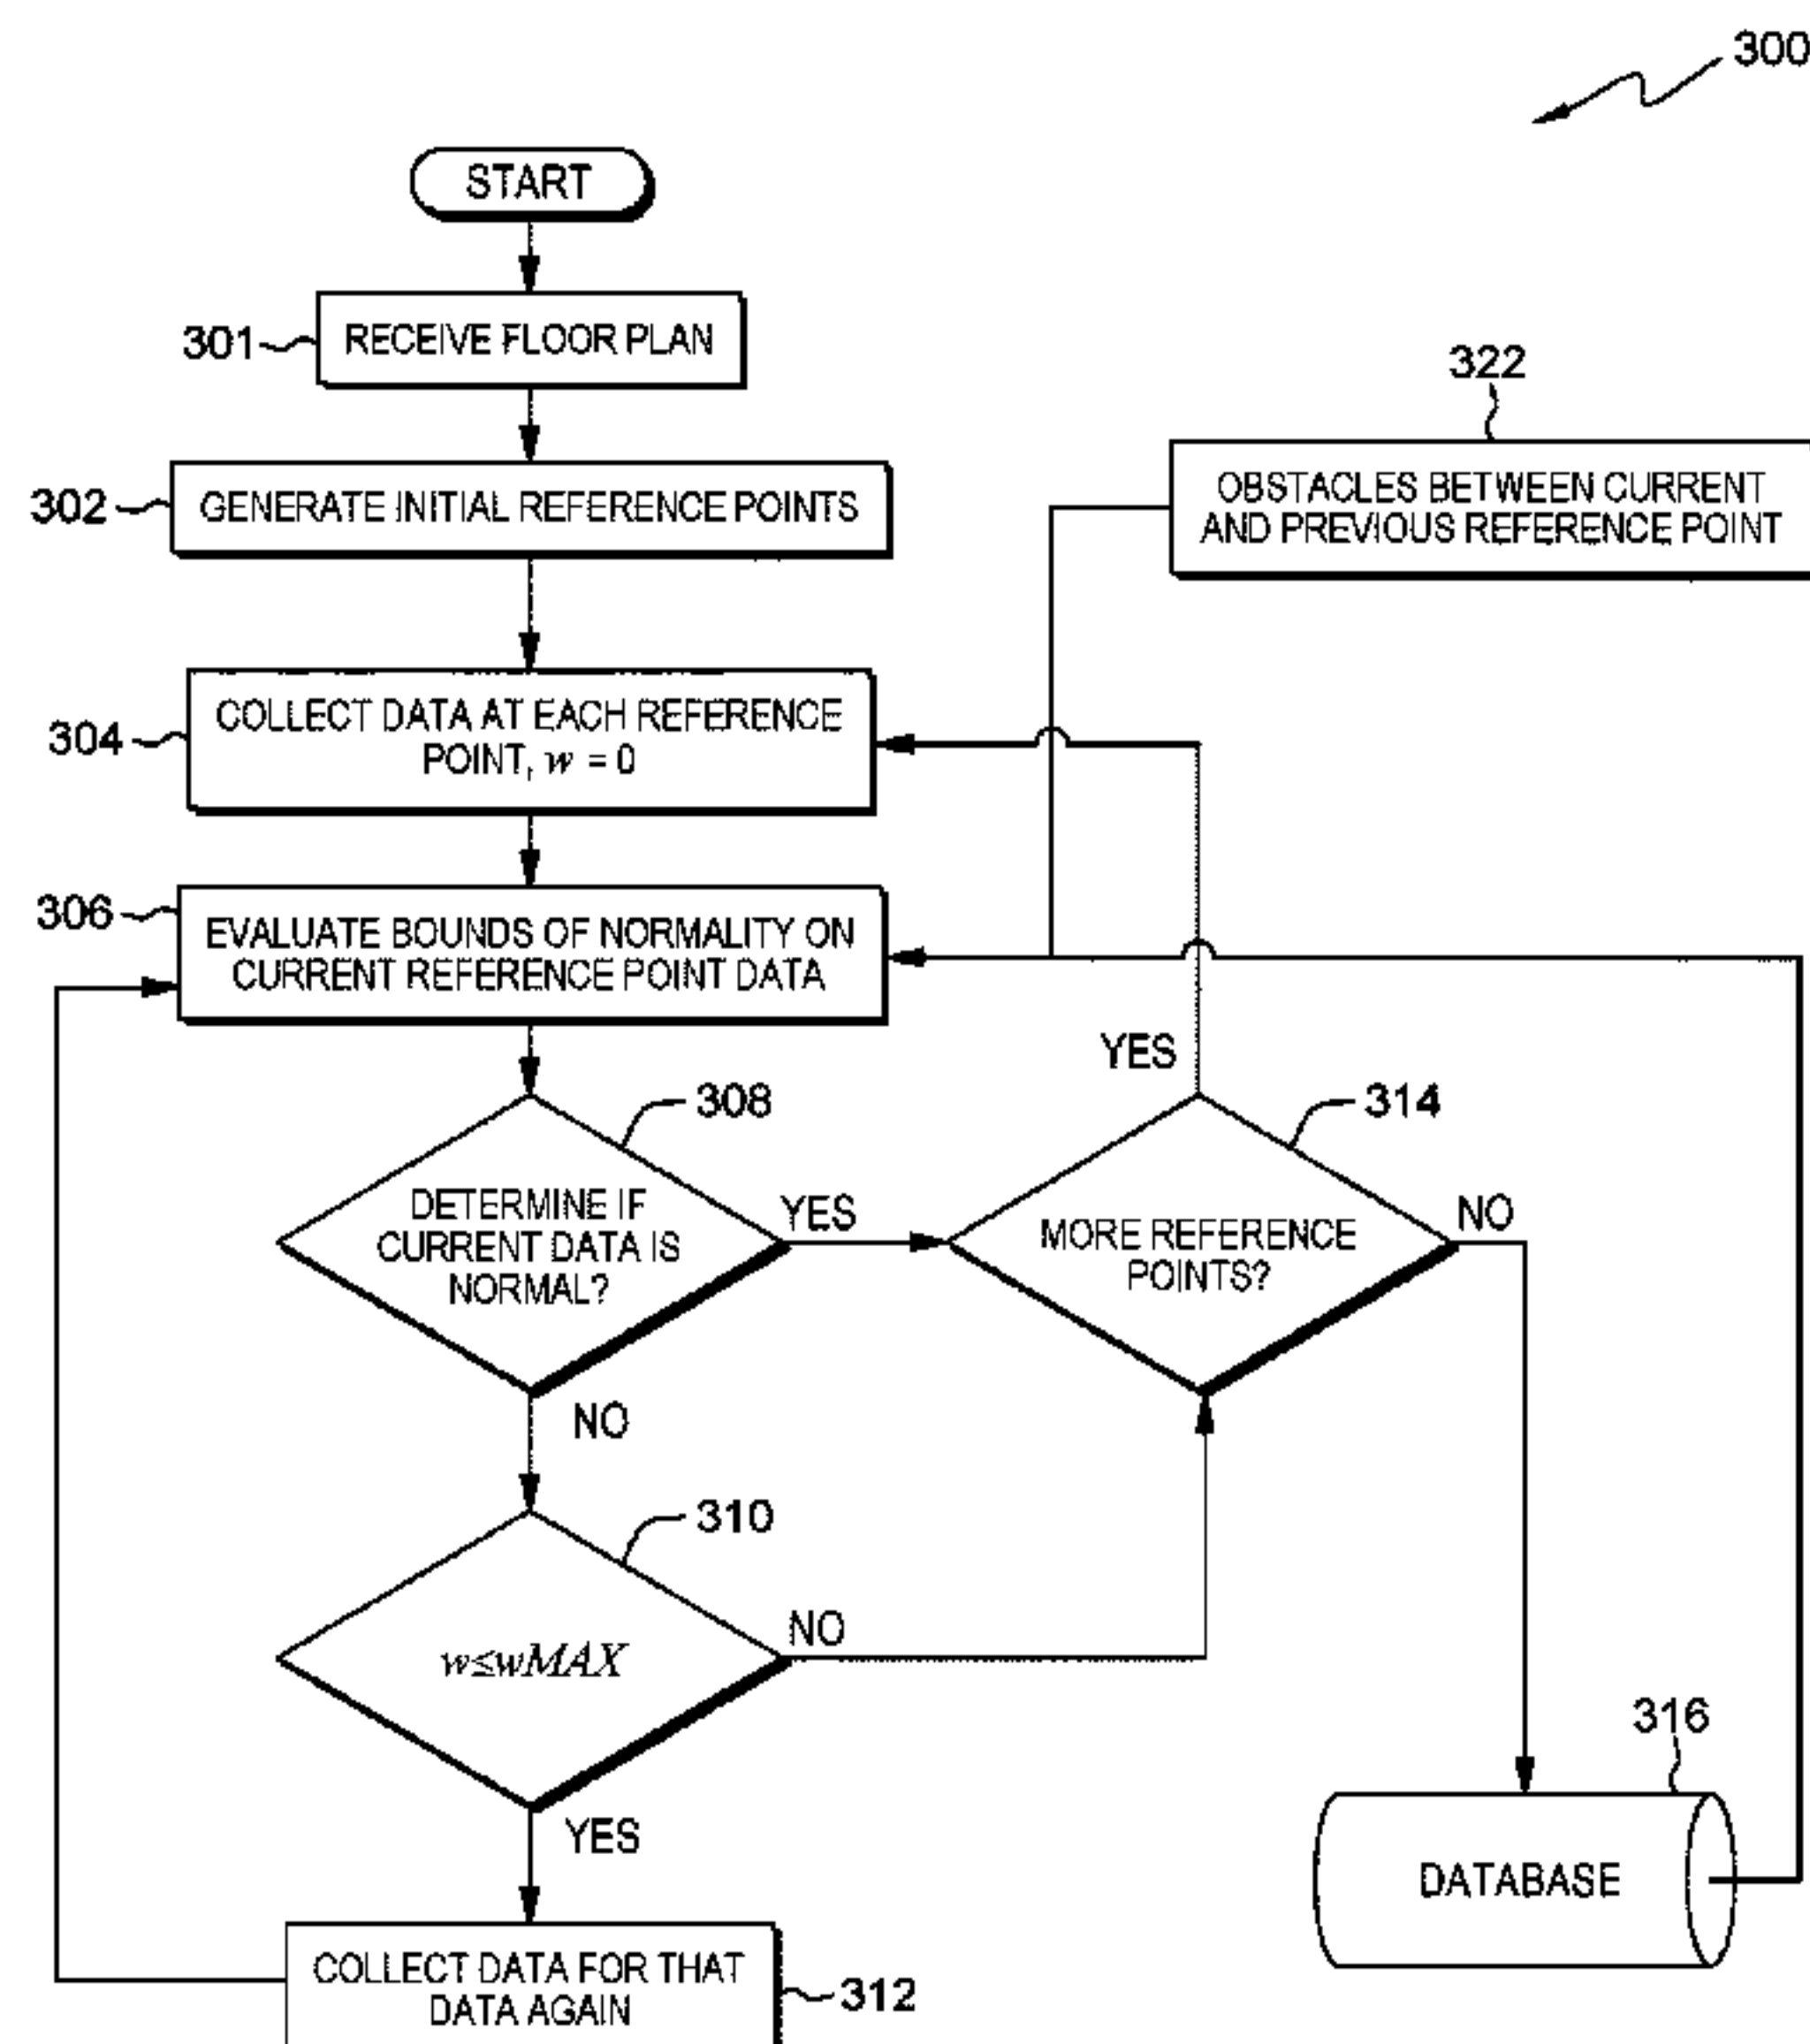 300
START
301
RECEIVE FLOOR PLAN
322
302
GENERATE INITIAL REFERENCE POINTS
OBSTACLES BETWEEN CURRENT
AND PREVIOUS REFERENCE POINT
304
COLLECT DATA AT EACH REFERENCE
POINT, w = 0
306
EVALUATE BOUNDS OF NORMALITY ON
CURRENT REFERENCE POINT DATA
YES
308
314
DETERMINE IF
CURRENT DATA IS
NORMAL?
YES
MORE REFERENCE
POINTS?
NO
NO
310
w≤wMAX
NO
316
YES
DATABASE
COLLECT DATA FOR THAT
DATA AGAIN
312